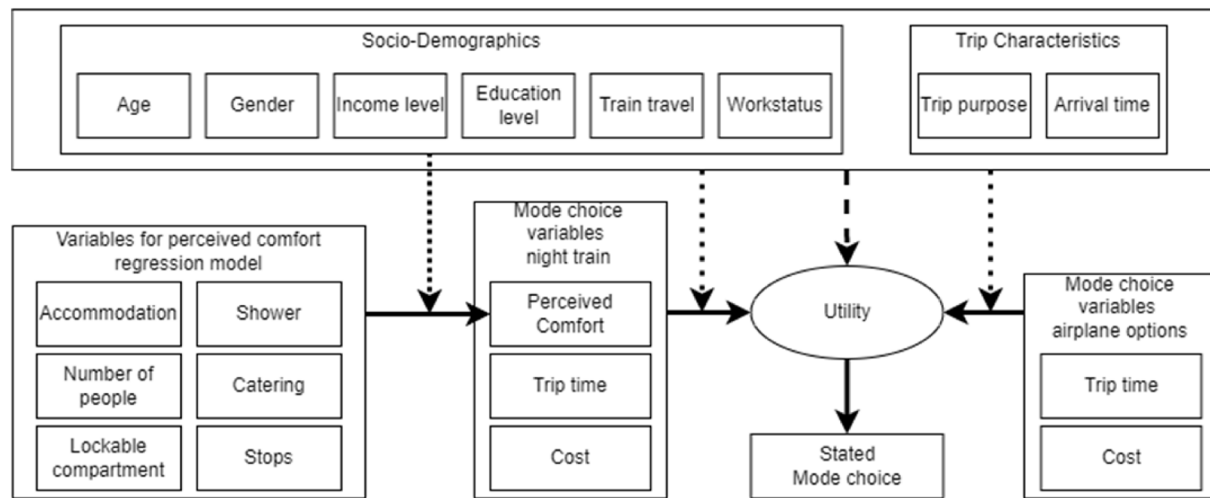 Socio-Demographics
Age
Gender
Income level
Education
level
Train travel
Workstatus
Trip Characteristics
Trip purpose
Arrival time
Variables for perceived comfort
regression model
Accommodation
Shower
Number of
people
Catering
Lockable
compartment
Stops
Mode choice
variables
night train
Perceived
Comfort
Trip time
Cost
Utility
Stated
Mode choice
Mode choice
variables
airplane options
Trip time
Cost